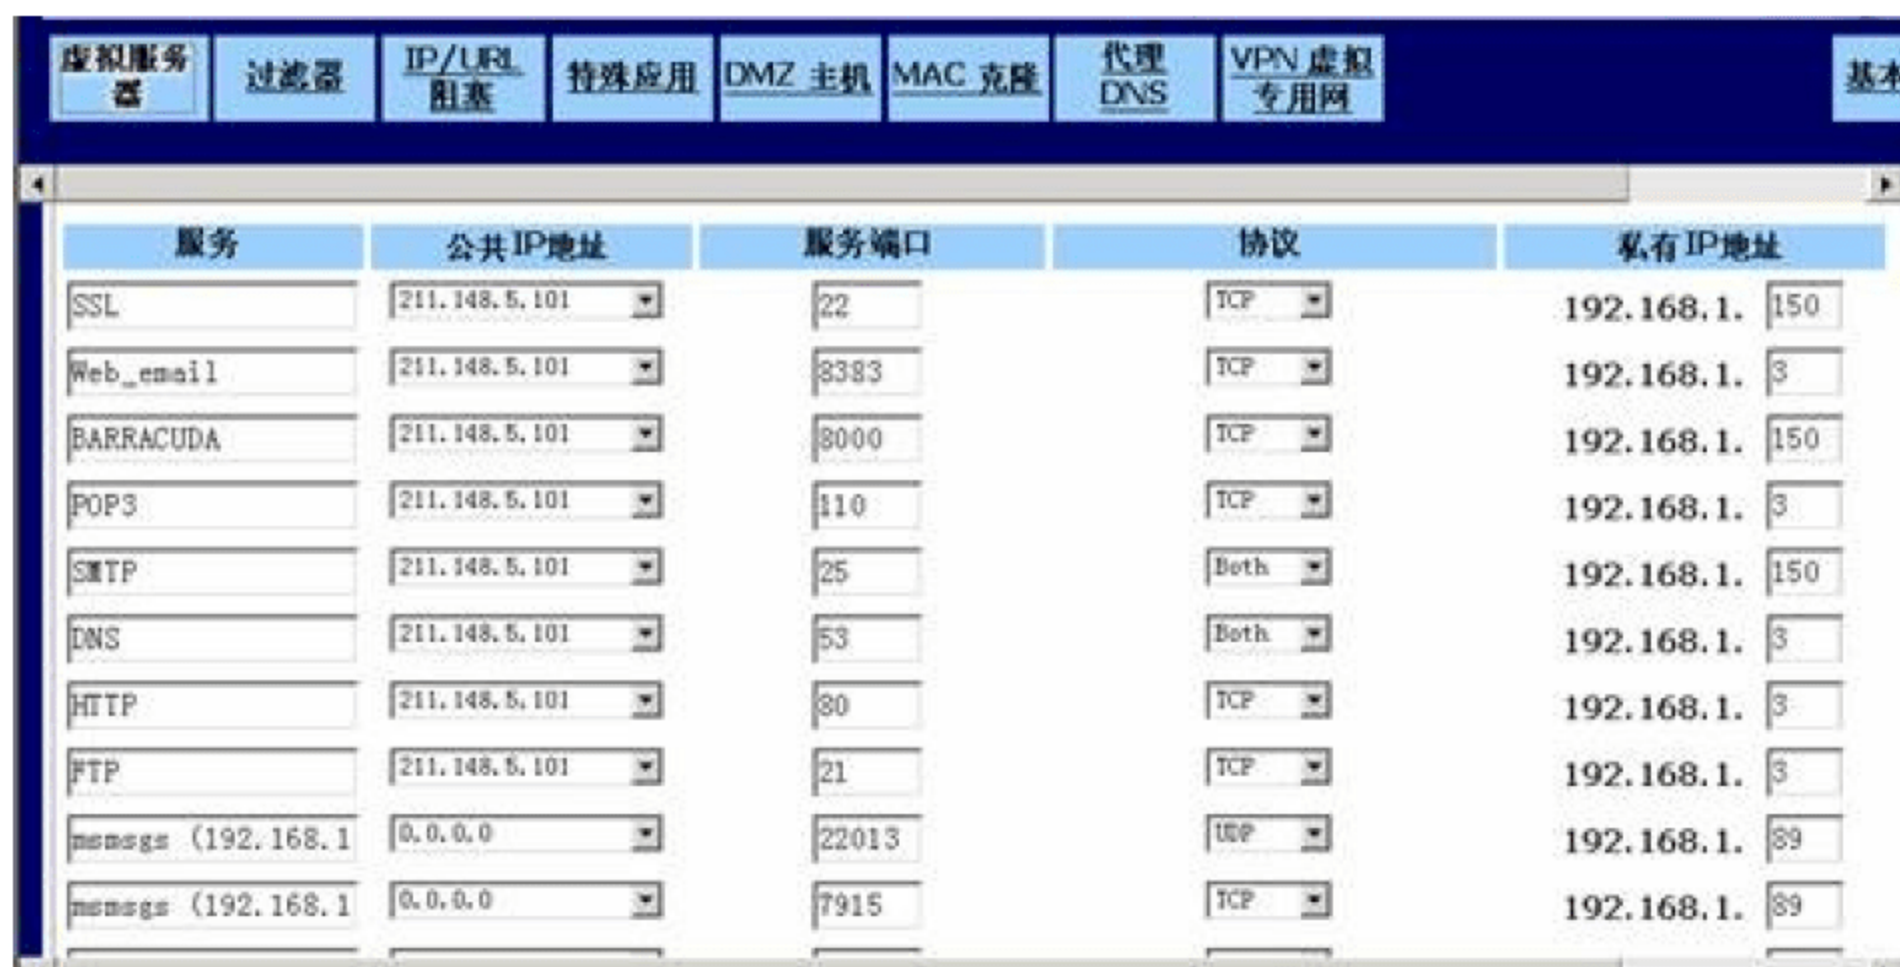 虚拟服务器 过滤器 IP/URL 阻塞 特殊应用 DMZ 主机 MAC 克隆 代理 DNS VPN 虚拟专用网 基本
服务 公共IP地址 服务端口 协议 私有IP地址
SSL 211.148.5.101 22 TCP 192.168.1. 150
Web_email 211.148.5.101 8383 TCP 192.168.1. 3
BARRACUDA 211.148.5.101 8000 TCP 192.168.1. 150
POP3 211.148.5.101 110 TCP 192.168.1. 3
SMTP 211.148.5.101 25 Both 192.168.1. 150
DNS 211.148.5.101 53 Both 192.168.1. 3
HTTP 211.148.5.101 80 TCP 192.168.1. 3
FTP 211.148.5.101 21 TCP 192.168.1. 3
msmsgs (192.168.1 0.0.0.0 22013 UDP 192.168.1. 89
msmsgs (192.168.1 0.0.0.0 7915 TCP 192.168.1. 89